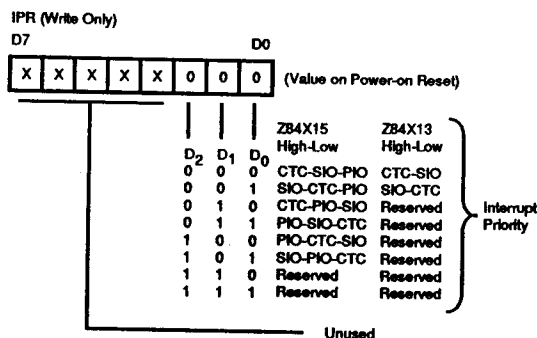 IPR (Write Only)
D7 D0
X X X X X 0 0 0 (Value on Power-on Reset)
Z84X15 Z84X13
High-Low High-Low
D2 D1 D0
0 0 0 CTC-SIO-PIO CTC-SIO
0 0 1 SIO-CTC-PIO SIO-CTC
0 1 0 CTC-PIO-SIO Reserved
0 1 1 PIO-SIO-CTC Reserved
1 0 0 PIO-CTC-SIO Reserved
1 0 1 SIO-PIO-CTC Reserved
1 1 0 Reserved Reserved
1 1 1 Reserved Reserved
Interrupt
Priority
Unused